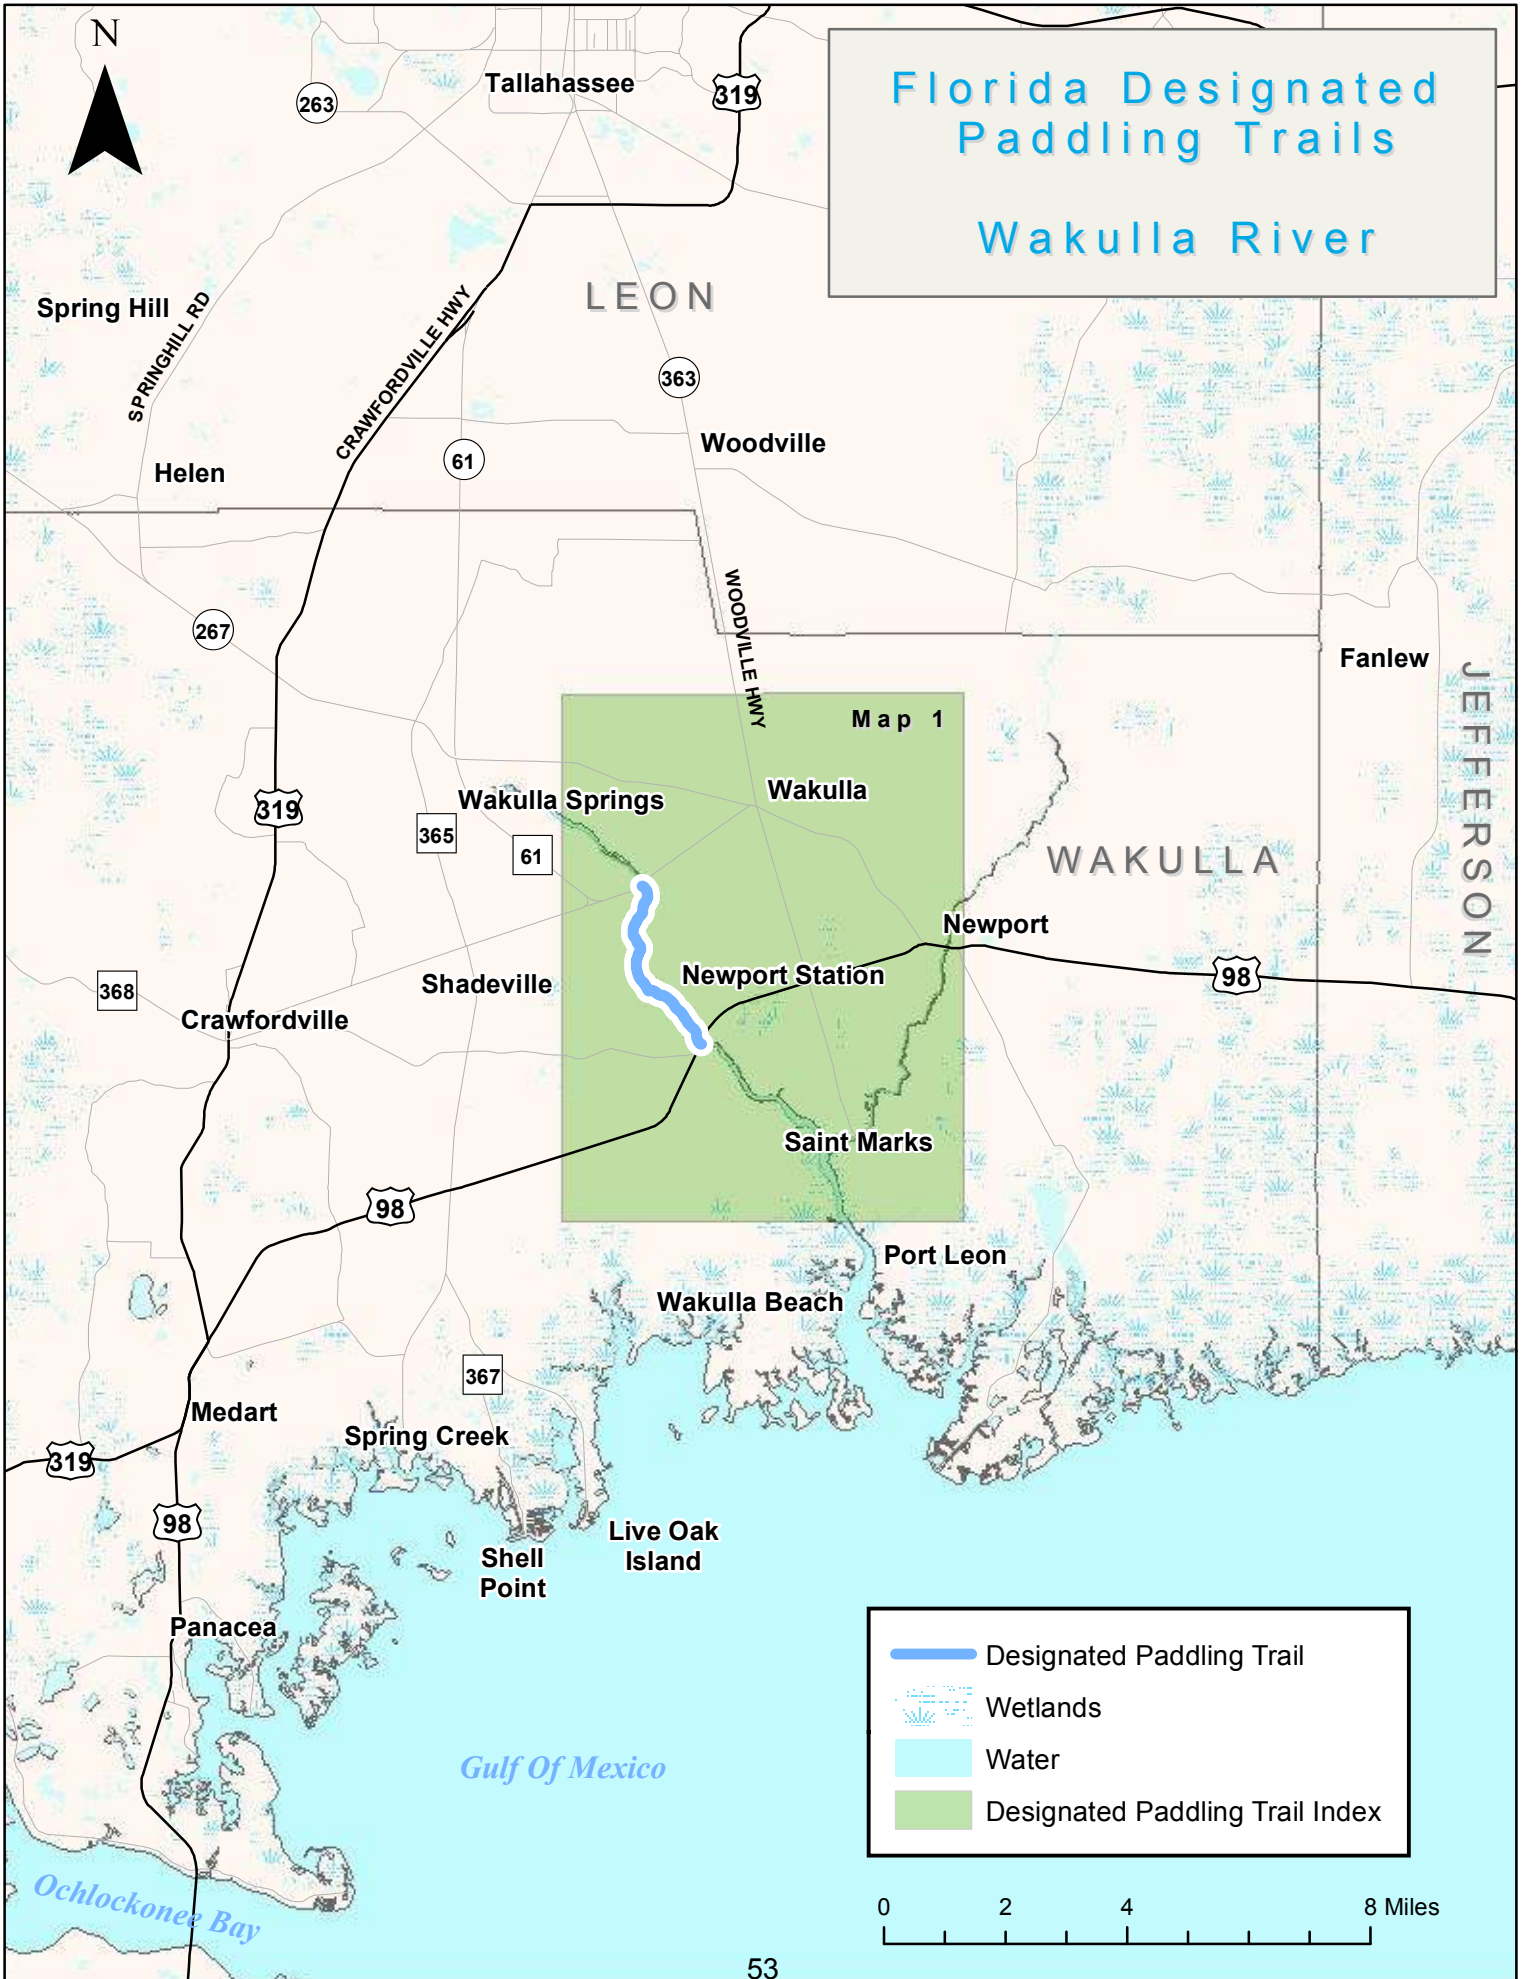 N
Florida Designated
Paddling Trails
Wakulla River
Tallahassee
263
319
LEON
Spring Hill
SPRINGHILL RD
CRAWFORDVILLE HWY
363
Woodville
61
Helen
WOODVILLE HWY
267
Fanlew
JEFFERSON
Map 1
Wakulla Springs
Wakulla
319
365
61
WAKULLA
Newport
Shadeville
Newport Station
98
368
Crawfordville
Saint Marks
98
Port Leon
Wakulla Beach
367
Medart
Spring Creek
319
98
Live Oak
Island
Shell
Point
Panacea
Designated Paddling Trail
Wetlands
Water
Designated Paddling Trail Index
Gulf Of Mexico
Ochlockonee Bay
0 2 4 8 Miles
53